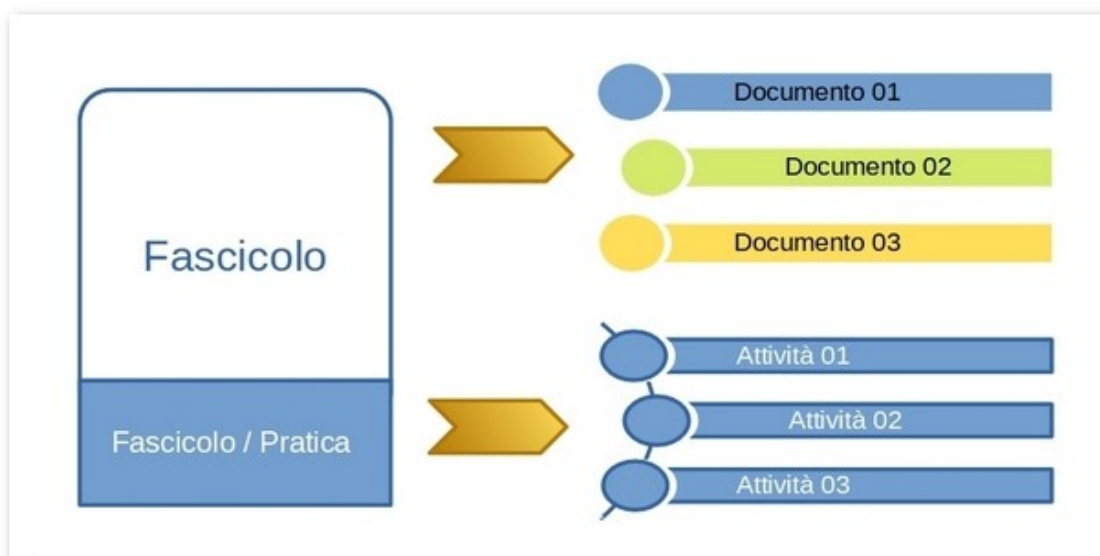 Fascicolo
Fascicolo / Pratica
Documento 01
Documento 02
Documento 03
Attività 01
Attività 02
Attività 03